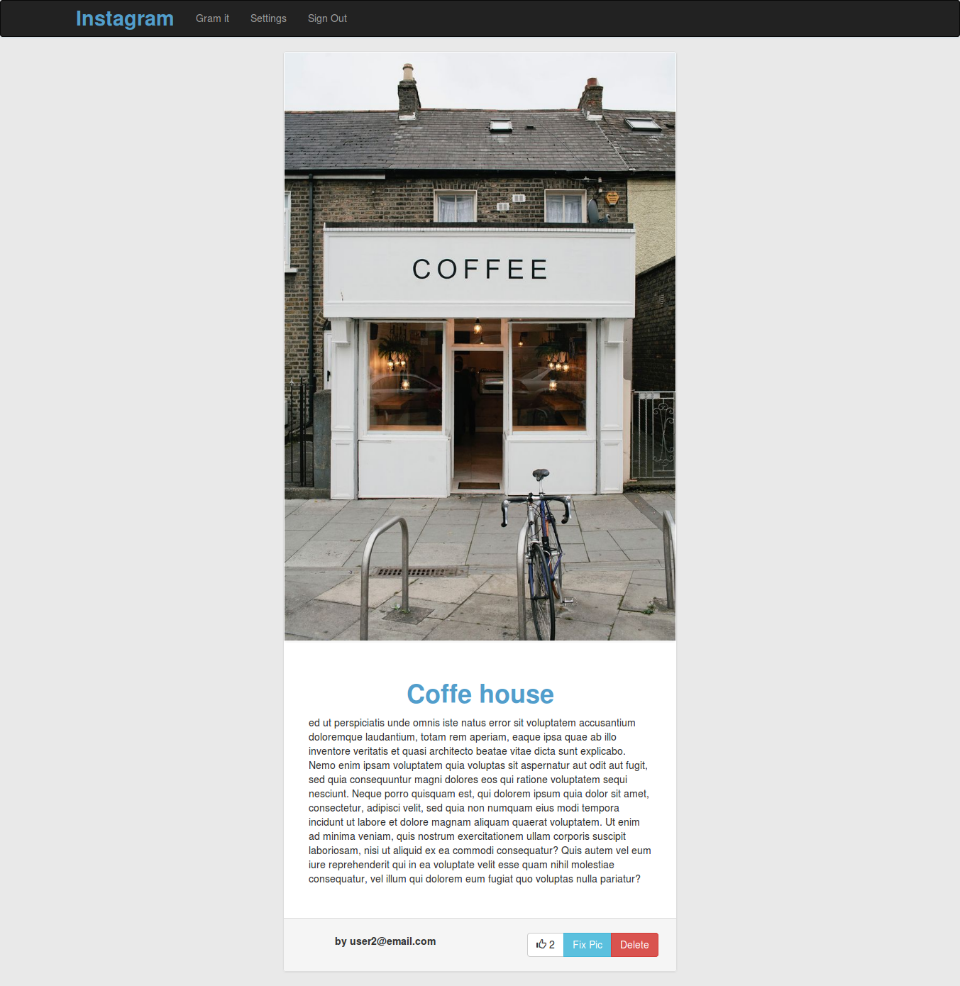 Instagram Gram it Settings Sign Out
COFFEE
Coffe house
ed ut perspiciatis unde omnis iste natus error sit voluptatem accusantium
doloremque laudantium, totam rem aperiam, eaque ipsa quae ab illo
inventore veritatis et quasi architecto beatae vitae dicta sunt explicabo.
Nemo enim ipsam voluptatem quia voluptas sit aspernatur aut odit aut fugit,
sed quia consequuntur magni dolores eos qui ratione voluptatem sequi
nesciunt. Neque porro quisquam est, qui dolorem ipsum quia dolor sit amet,
consectetur, adipisci velit, sed quia non numquam eius modi tempora
incidunt ut labore et dolore magnam aliquam quaerat voluptatem. Ut enim
ad minima veniam, quis nostrum exercitationem ullam corporis suscipit
laboriosam, nisi ut aliquid ex ea commodi consequatur? Quis autem vel eum
iure reprehenderit qui in ea voluptate velit esse quam nihil molestiae
consequatur, vel illum qui dolorem eum fugiat quo voluptas nulla pariatur?
by user2@email.com 2 Fix Pic Delete